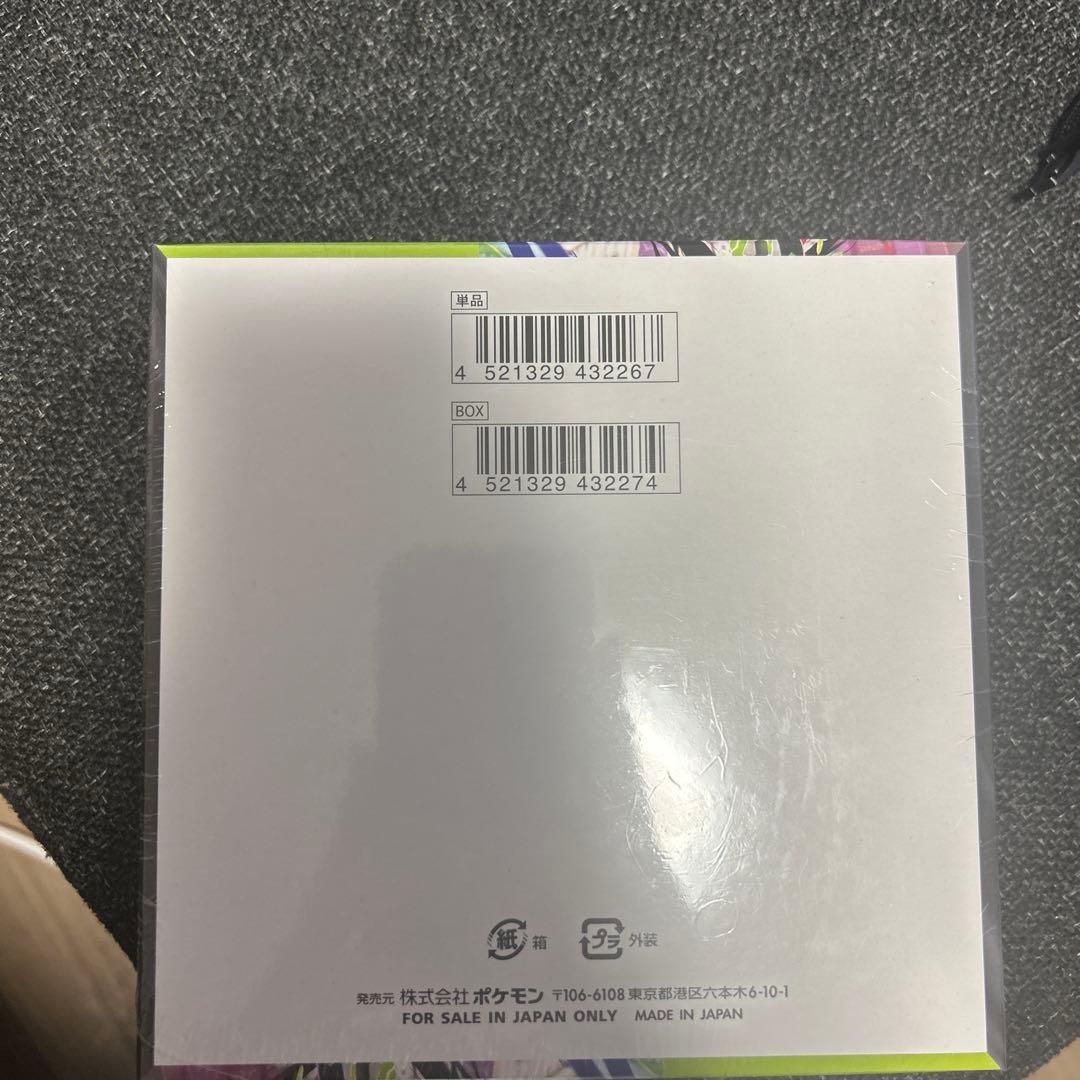 単品
4 521329 432267
BOX
4 521329 432274
紙 箱 プラ 外装
発売元 株式会社ポケモン 〒106-6108 東京都港区六本木6-10-1
FOR SALE IN JAPAN ONLY MADE IN JAPAN